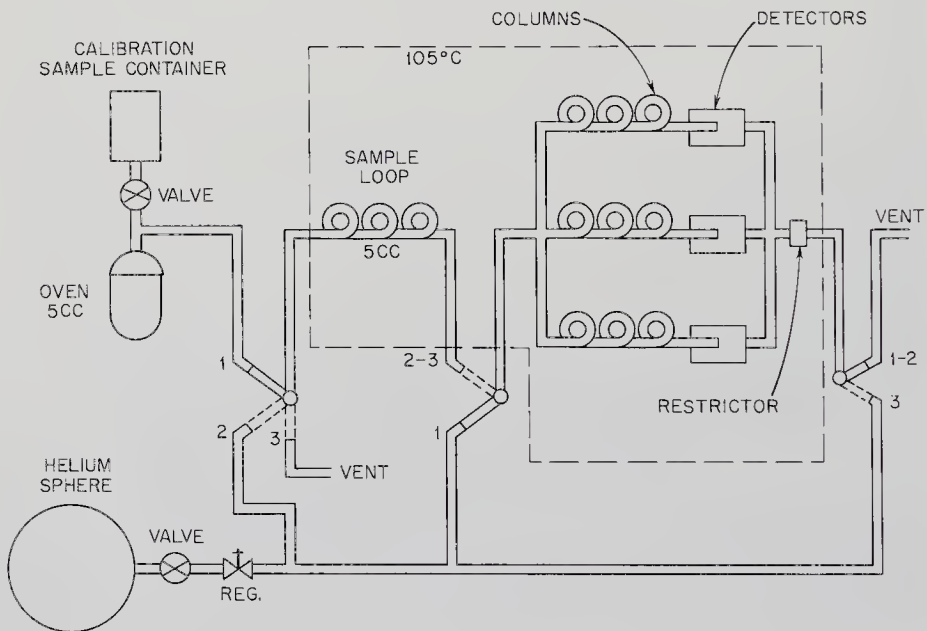 COLUMNS
DETECTORS
CALIBRATION
SAMPLE CONTAINER
105°C
SAMPLE
LOOP
VALVE
5CC
VENT
OVEN
5CC
1
2-3
1-2
2
3
1
3
RESTRICTOR
VENT
HELIUM
SPHERE
VALVE
REG.